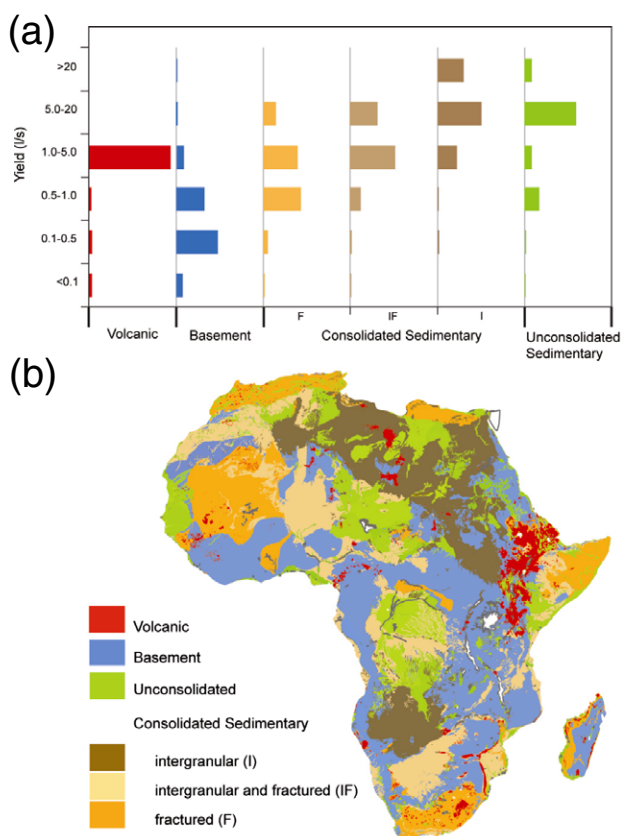 (a)
Yield (l/s)
>20
5.0-20
1.0-5.0
0.5-1.0
0.1-0.5
<0.1
F IF I
Volcanic Basement Consolidated Sedimentary Unconsolidated
Sedimentary
(b)
Volcanic
Basement
Unconsolidated
Consolidated Sedimentary
intergranular (I)
intergranular and fractured (IF)
fractured (F)